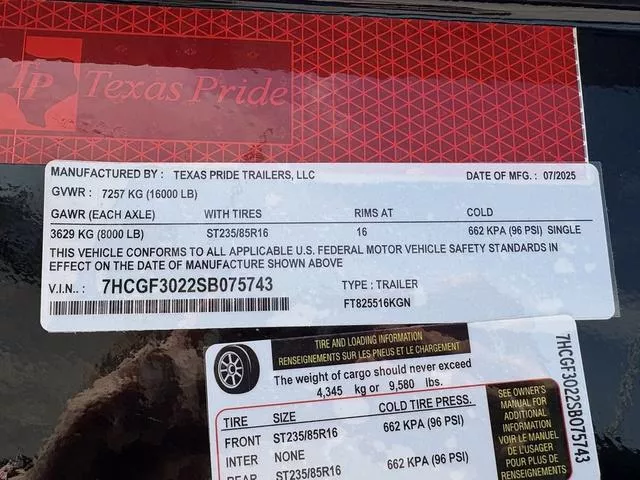 TP Texas Pride
MANUFACTURED BY : TEXAS PRIDE TRAILERS, LLC DATE OF MFG. : 07/2025
GVWR : 7257 KG (16000 LB)
GAWR (EACH AXLE) WITH TIRES RIMS AT COLD
3629 KG (8000 LB) ST235/85R16 16 662 KPA (96 PSI) SINGLE
THIS VEHICLE CONFORMS TO ALL APPLICABLE U.S. FEDERAL MOTOR VEHICLE SAFETY STANDARDS IN
EFFECT ON THE DATE OF MANUFACTURE SHOWN ABOVE
V.I.N.. : 7HCGF3022SB075743 TYPE : TRAILER
FT825516KGN
TIRE AND LOADING INFORMATION
RENSEIGNEMENTS SUR LES PNEUS ET LE CHARGEMENT
The weight of cargo should never exceed
4,345 kg or 9,580 lbs.
TIRE SIZE COLD TIRE PRESS.
FRONT ST235/85R16 662 KPA (96 PSI)
INTER NONE
REAR ST235/85R16 662 KPA (96 PSI)
SEE OWNER'S
MANUAL FOR
ADDITIONAL
INFORMATION
VOIR LE MANUEL
DE L'USAGER
POUR PLUS DE
RENSEIGNEMENTS
7HCGF3022SB075743